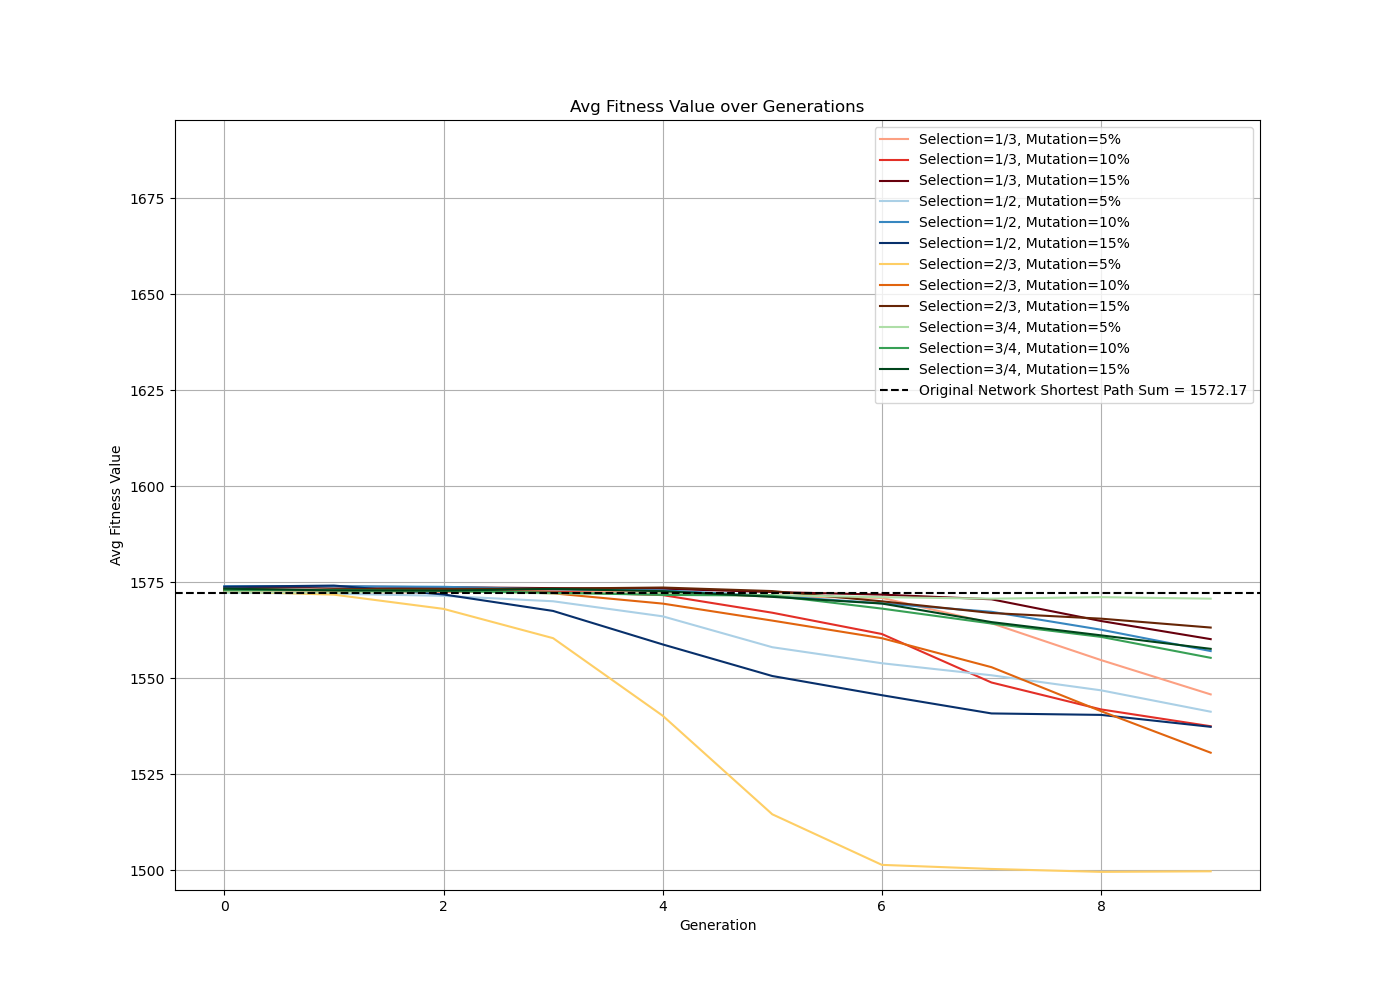 Avg Fitness Value over Generations
Selection=1/3, Mutation=5%
Selection=1/3, Mutation=10%
Selection=1/3, Mutation=15%
Selection=1/2, Mutation=5%
Selection=1/2, Mutation=10%
Selection=1/2, Mutation=15%
Selection=2/3, Mutation=5%
Selection=2/3, Mutation=10%
Selection=2/3, Mutation=15%
Selection=3/4, Mutation=5%
Selection=3/4, Mutation=10%
Selection=3/4, Mutation=15%
Original Network Shortest Path Sum = 1572.17
Avg Fitness Value
1675
1650
1625
1600
1575
1550
1525
1500
0 2 4 6 8
Generation